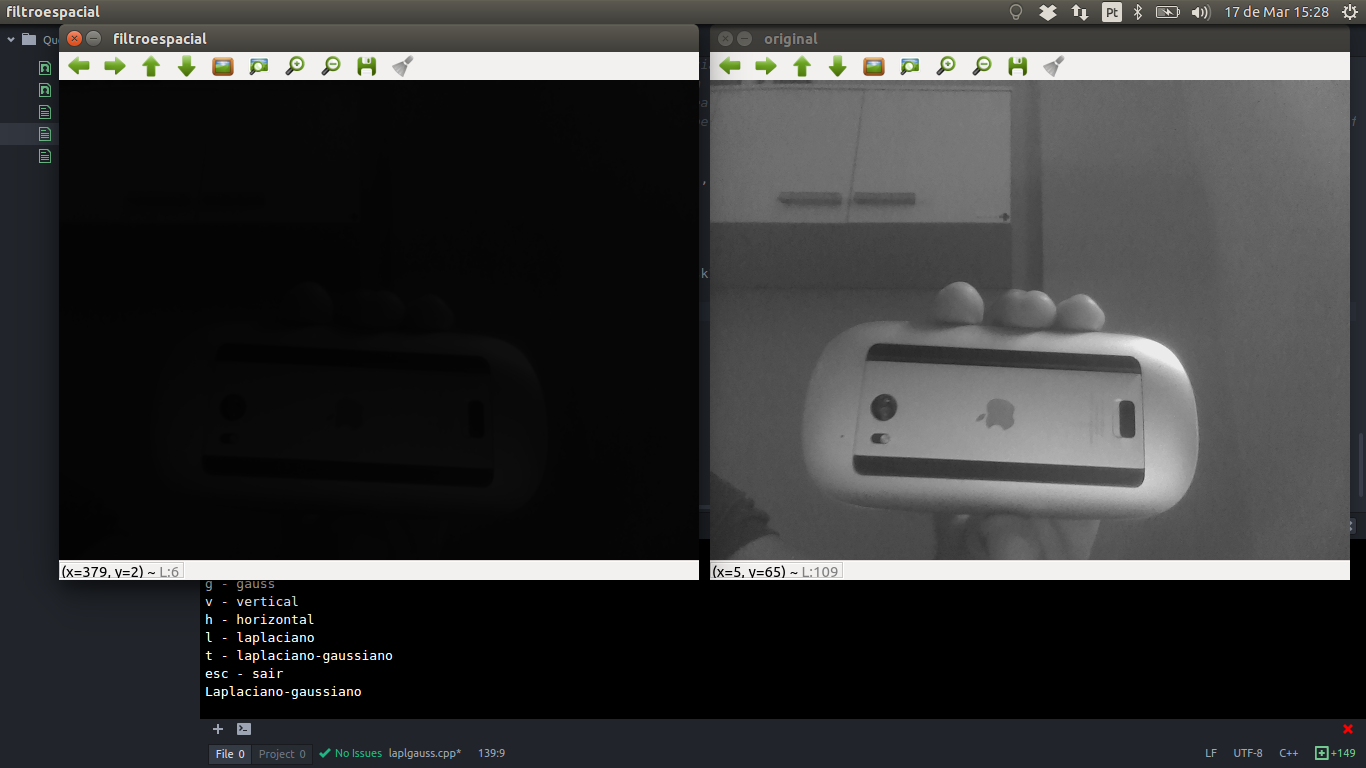 filtroespacial
Pt
17 de Mar 15:28
filtroespacial
original
(x=379, y=2) ~ L:6
(x=5, y=65) ~ L:109
g - gauss
v - vertical
h - horizontal
l - laplaciano
t - laplaciano-gaussiano
esc - sair
Laplaciano-gaussiano
File 0
Project 0
No Issues
laplgauss.cpp*
139:9
LF
UTF-8
C++
+149